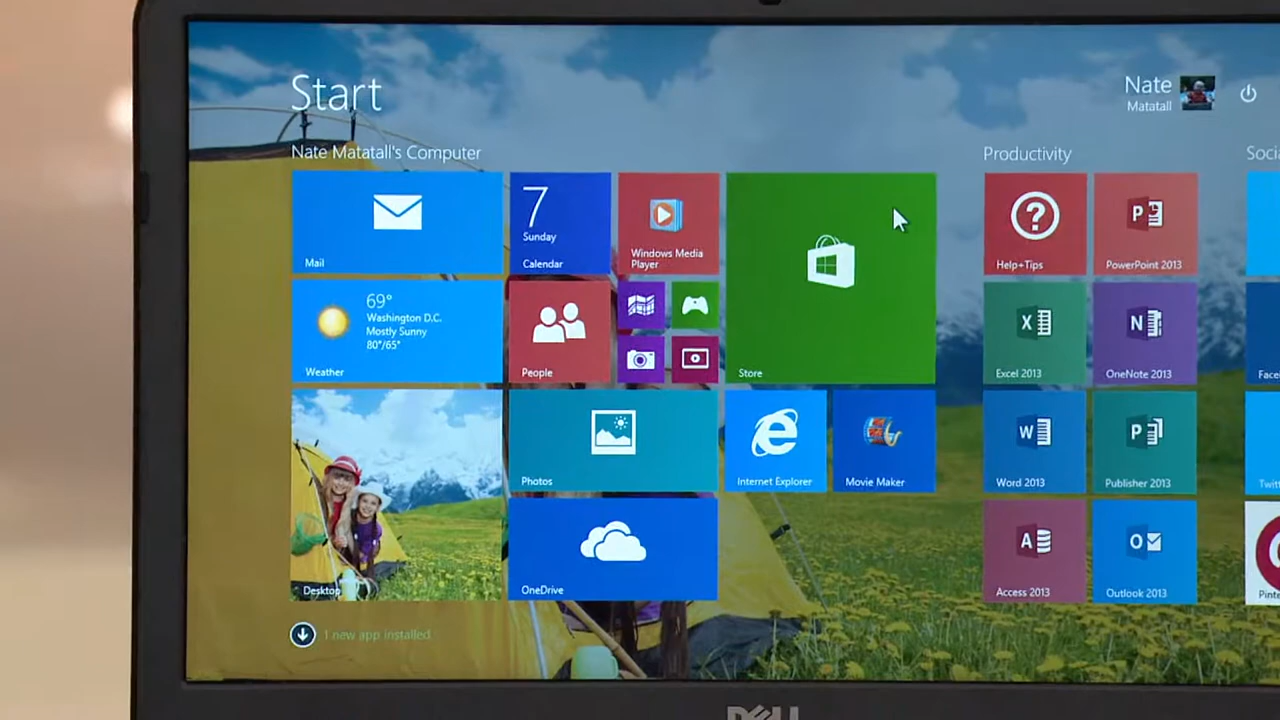 Start
Nate
Matatall
Nate Matatall's Computer
Productivity
Mail
7
Sunday
Calendar
Windows Media
Player
Help+Tips
PowerPoint 2013
69°
Washington D.C.
Mostly Sunny
80°/65°
Weather
People
Store
Excel 2013
OneNote 2013
Desktop
Photos
Internet Explorer
Movie Maker
Word 2013
Publisher 2013
OneDrive
Access 2013
Outlook 2013
1 new app installed
DELL